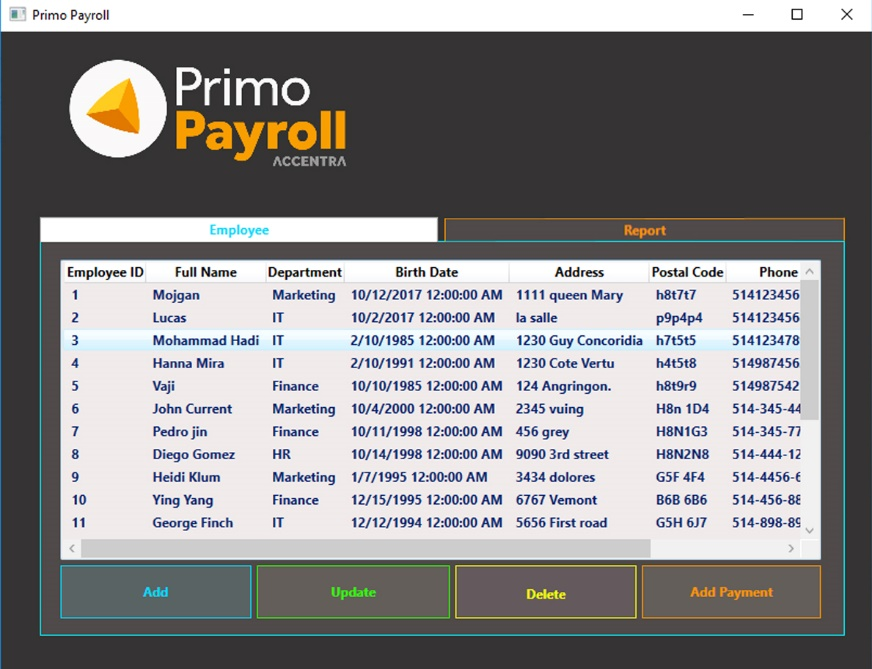 Primo Payroll
Primo
Payroll
ACCENTRA
Employee Report
Employee ID Full Name Department Birth Date Address Postal Code Phone
1 Mojgan Marketing 10/12/2017 12:00:00 AM 1111 queen Mary h8t7t7 514123456
2 Lucas IT 10/2/2017 12:00:00 AM la salle p9p4p4 514123456
3 Mohammad Hadi IT 2/10/1985 12:00:00 AM 1230 Guy Concoridia h7t5t5 514123478
4 Hanna Mira IT 2/10/1991 12:00:00 AM 1230 Cote Vertu h4t5t8 514987456
5 Vaji Finance 10/10/1985 12:00:00 AM 124 Angringon. h8t9r9 514987542
6 John Current Marketing 10/4/2000 12:00:00 AM 2345 vuing H8n 1D4 514-345-44
7 Pedro jin Finance 10/11/1998 12:00:00 AM 456 grey H8N1G3 514-345-77
8 Diego Gomez HR 10/14/1998 12:00:00 AM 9090 3rd street H8N2N8 514-444-12
9 Heidi Klum Marketing 1/7/1995 12:00:00 AM 3434 dolores G5F 4F4 514-4456-6
10 Ying Yang Finance 12/15/1995 12:00:00 AM 6767 Vemont B6B 6B6 514-456-88
11 George Finch IT 12/12/1994 12:00:00 AM 5656 First road G5H 6J7 514-898-89
Add Update Delete Add Payment